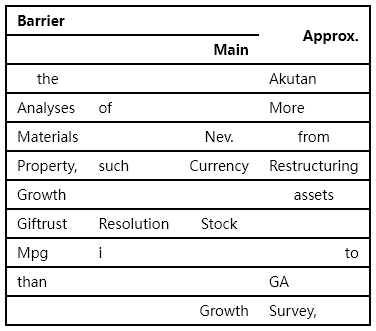 Barrier
Approx.
Main
the Akutan
Analyses of More
Materials Nev. from
Property, such Currency Restructuring
Growth assets
Giftrust Resolution Stock
Mpg i to
than GA
Growth Survey,